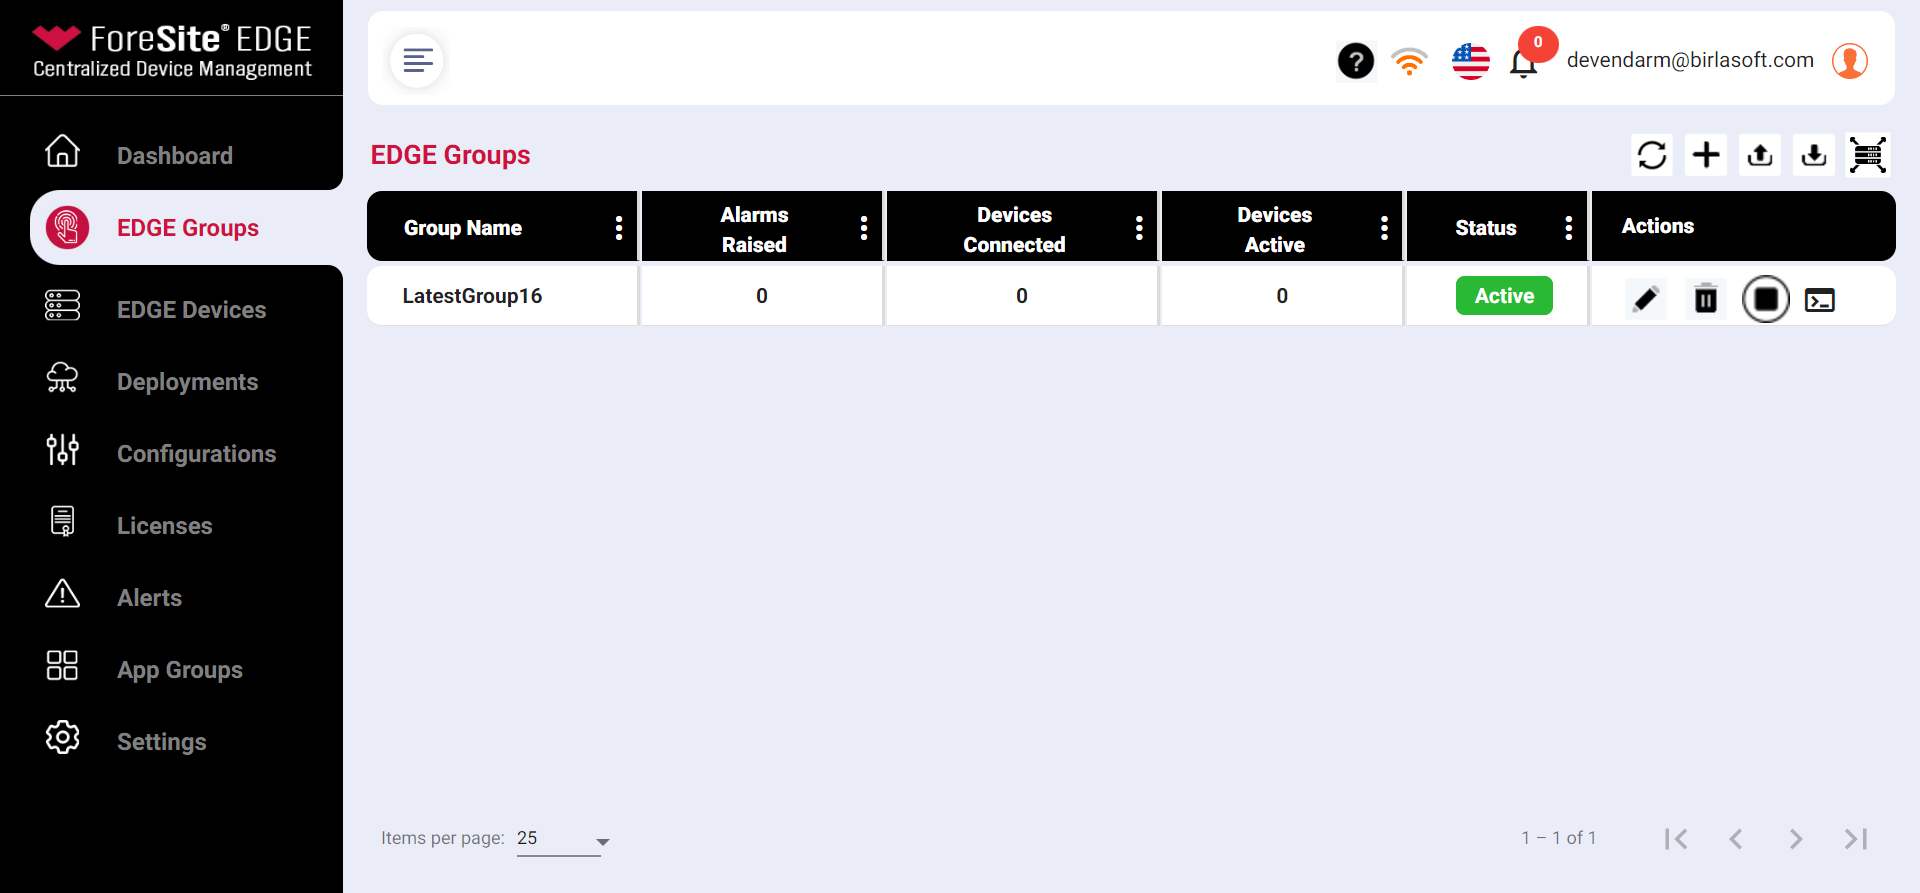 ForeSite® EDGE
Centralized Device Management
Dashboard
EDGE Groups
EDGE Devices
Deployments
Configurations
Licenses
Alerts
App Groups
Settings
?
0
devendarm@birlasoft.com
EDGE Groups
Group Name
Alarms Raised
Devices Connected
Devices Active
Status
Actions
LatestGroup16
0
0
0
Active
Items per page: 25
1 – 1 of 1